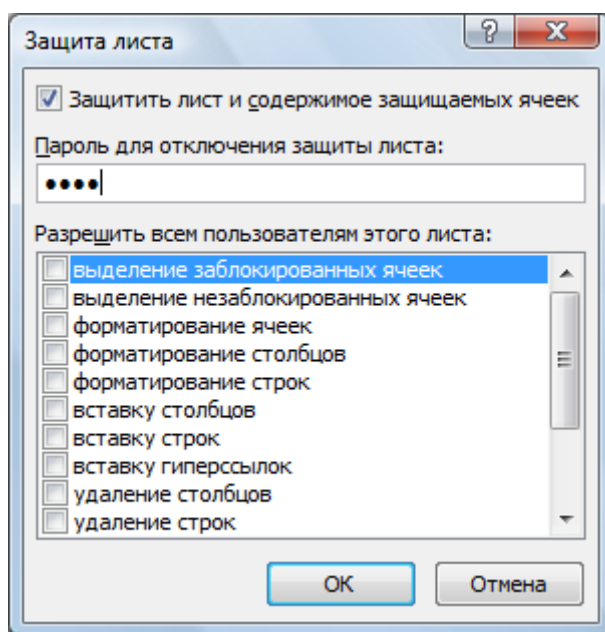 Защита листа
Защитить лист и содержимое защищаемых ячеек
Пароль для отключения защиты листа:
••••
Разрешить всем пользователям этого листа:
выделение заблокированных ячеек
выделение незаблокированных ячеек
форматирование ячеек
форматирование столбцов
форматирование строк
вставку столбцов
вставку строк
вставку гиперссылок
удаление столбцов
удаление строк
ОК
Отмена